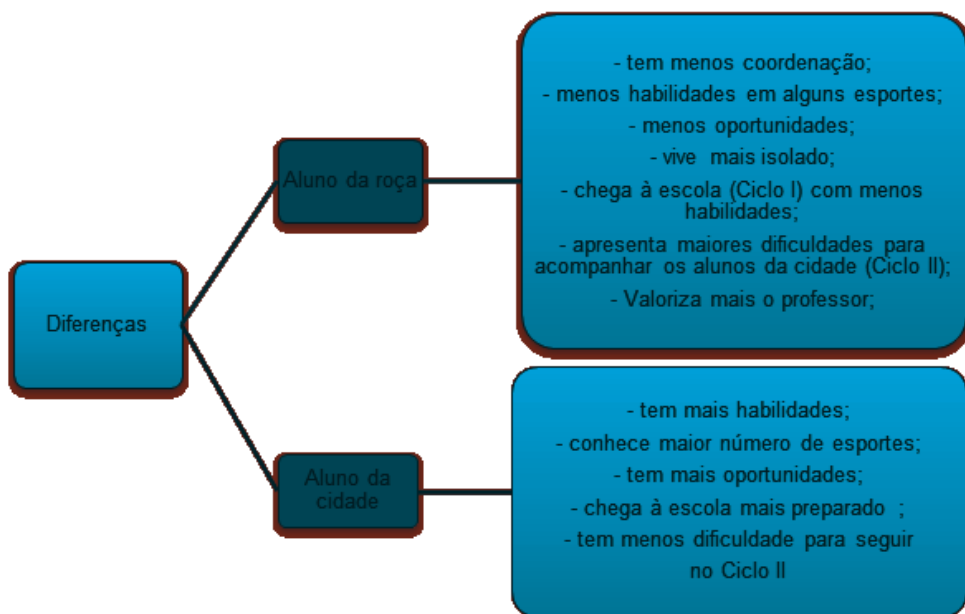 Diferenças
Aluno da roça
- tem menos coordenação;
- menos habilidades em alguns esportes;
- menos oportunidades;
- vive mais isolado;
- chega à escola (Ciclo I) com menos
habilidades;
- apresenta maiores dificuldades para
acompanhar os alunos da cidade (Ciclo II);
- Valoriza mais o professor;
Aluno da
cidade
- tem mais habilidades;
- conhece maior número de esportes;
- tem mais oportunidades;
- chega à escola mais preparado ;
- tem menos dificuldade para seguir
no Ciclo II